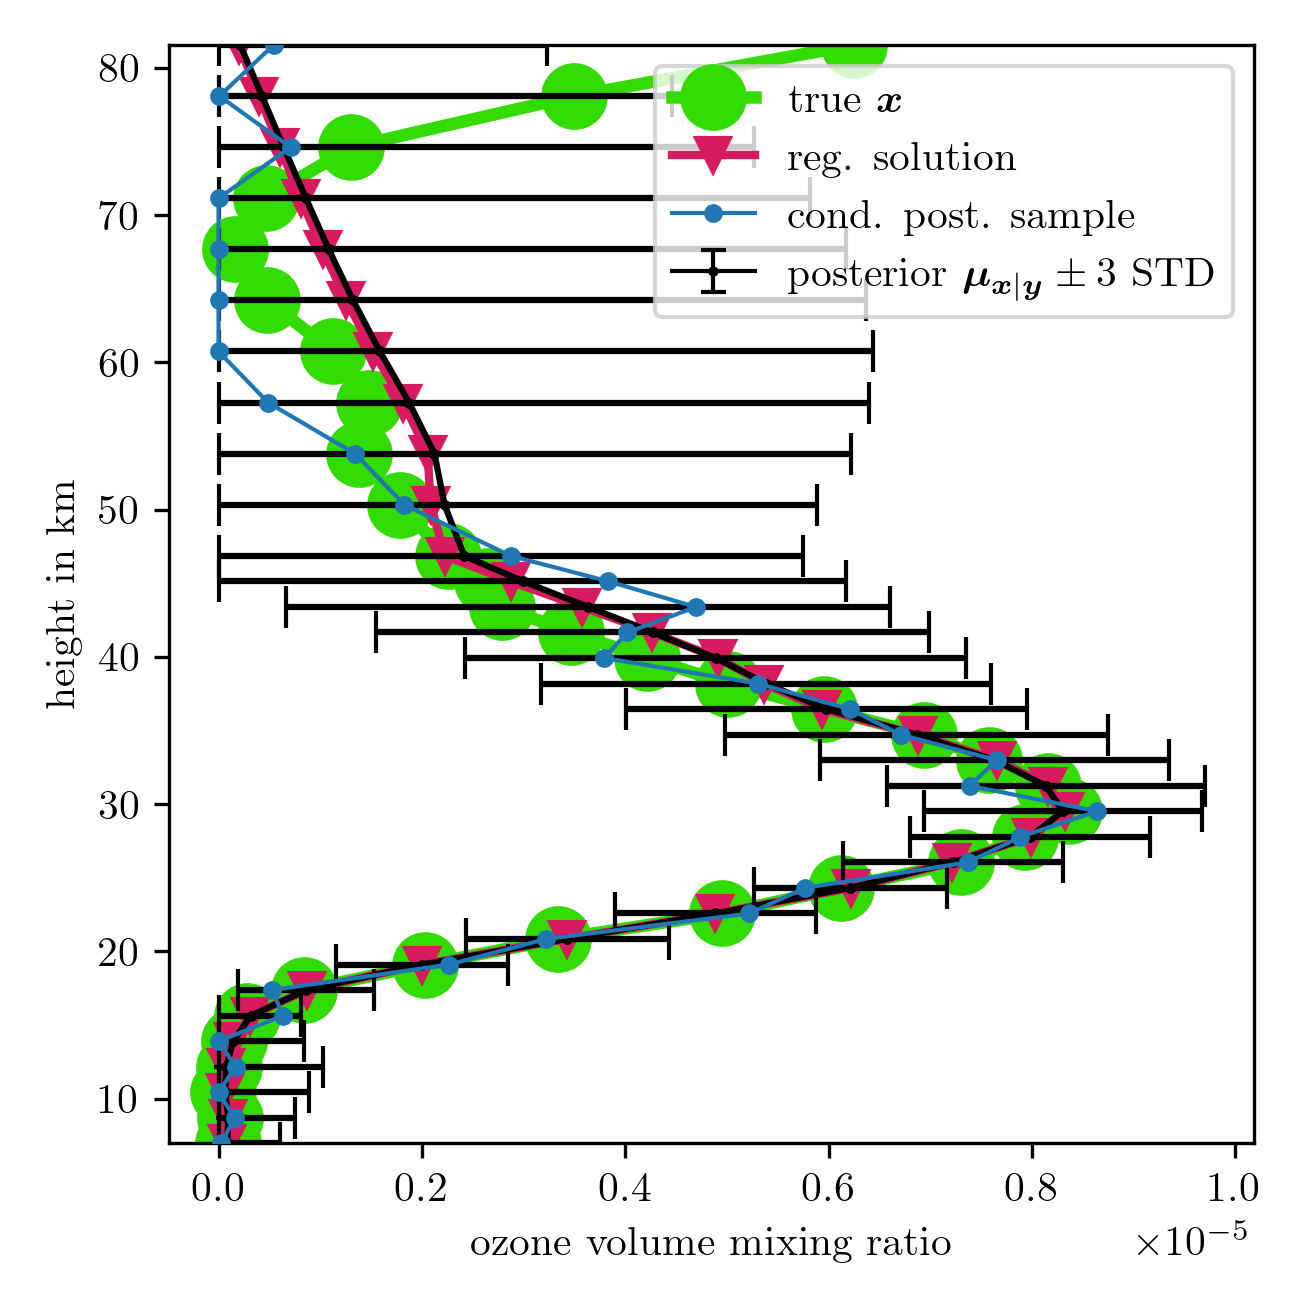 80
70
60
50
40
30
20
10
height in km
true x
reg. solution
cond. post. sample
posterior μ_{x|y} ± 3 STD
0.0 0.2 0.4 0.6 0.8 1.0
×10⁻⁵
ozone volume mixing ratio